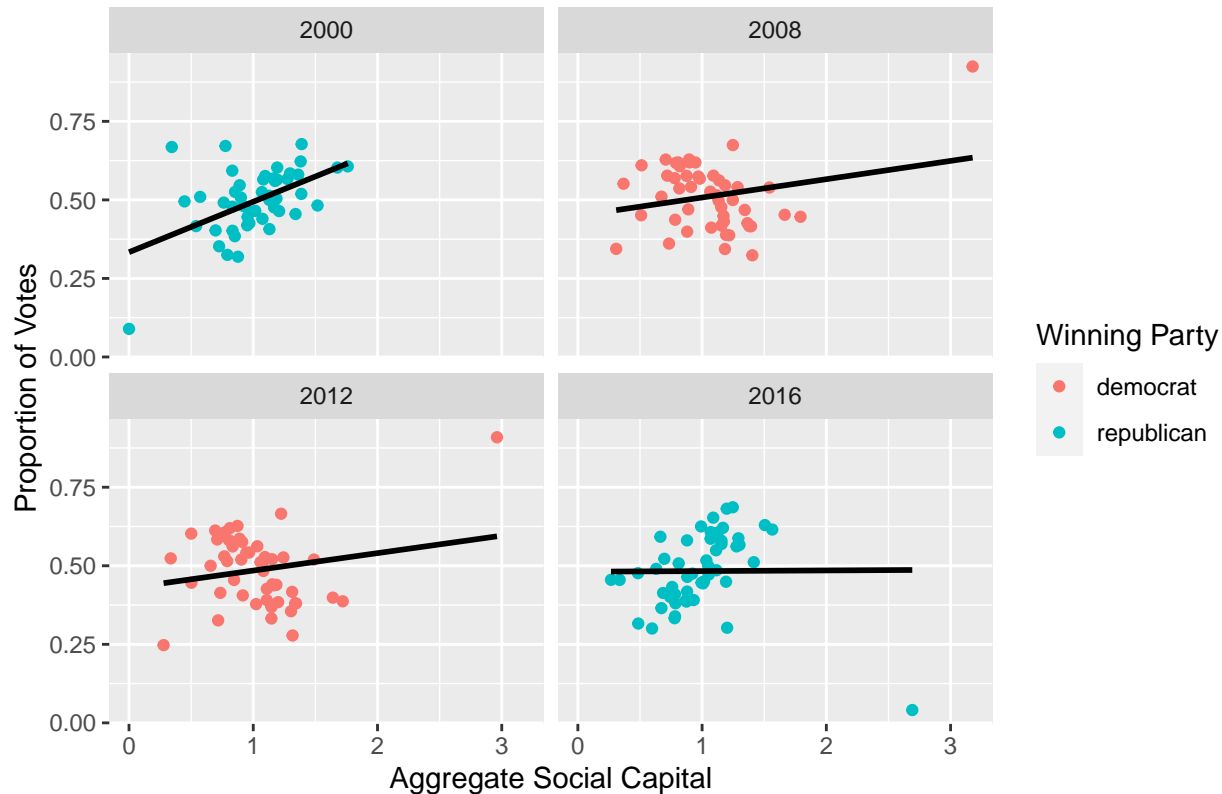 2000
2008
0.75
0.50
0.25
0.00
2012
2016
0.75
0.50
0.25
0.00
0 1 2 3
0 1 2 3
Aggregate Social Capital
Proportion of Votes
Winning Party
democrat
republican